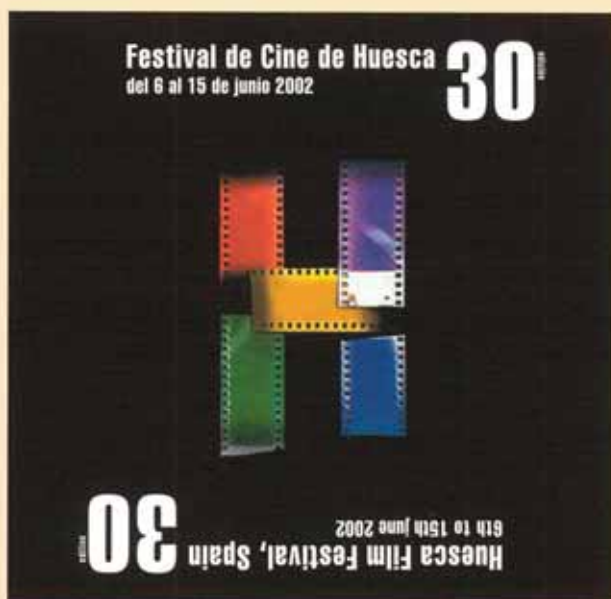 Festival de Cine de Huesca
del 6 al 15 de junio 2002
30
Huesca Film Festival, Spain
6th to 15th june 2002
30